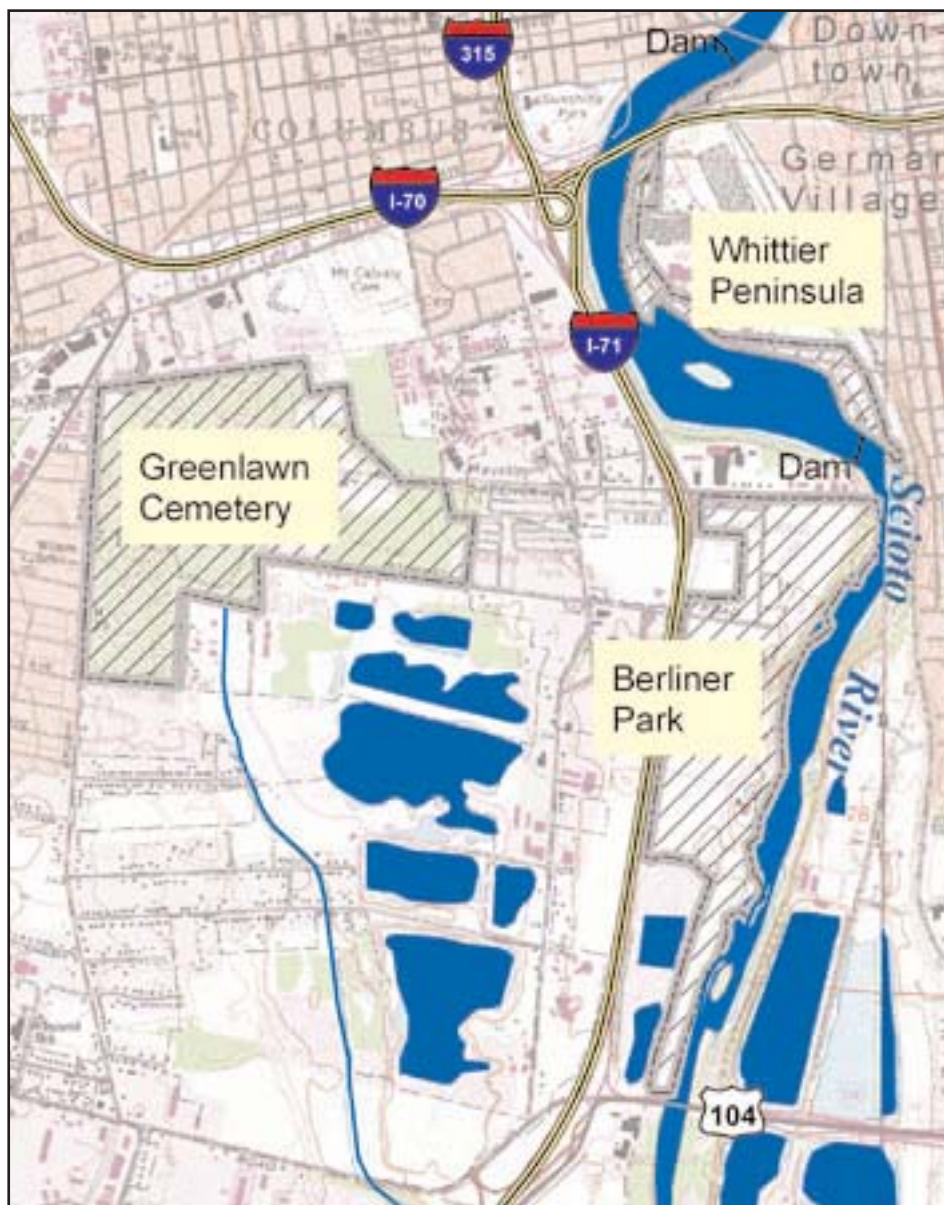 Dam
Down-
town
315
COLUMBUS
German
Village
I-70
Whittier
Peninsula
Mt Calvary
Cem
I-71
Greenlawn
Cemetery
Dam
Scioto
River
Berliner
Park
104